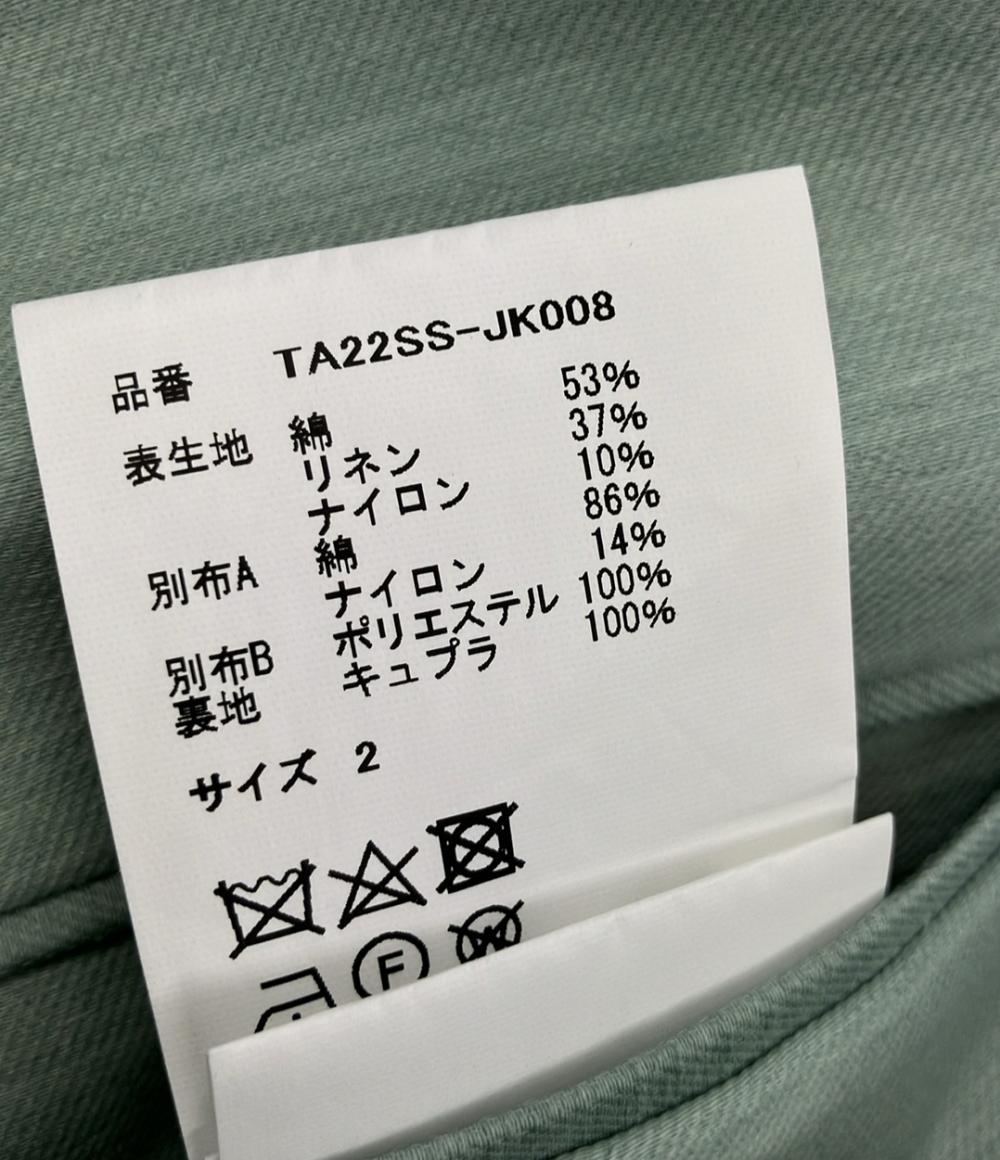 品番 TA22SS-JK008
表生地 綿 53%
リネン 37%
ナイロン 10%
別布A 綿 86%
ナイロン 14%
別布B ポリエステル 100%
裏地 キュプラ 100%
サイズ 2
F W